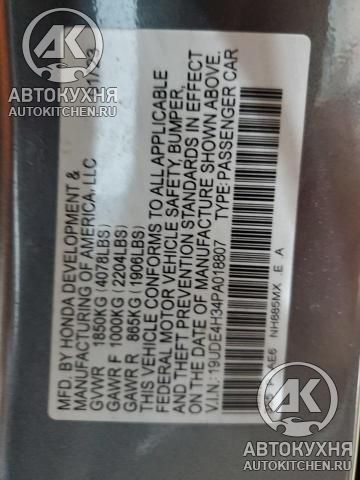 АВТОКУХНЯ
AUTOKITCHEN.RU
MFD. BY HONDA DEVELOPMENT &
MANUFACTURING OF AMERICA, LLC
GVWR 1850KG (4078LBS)
GAWR F 1000KG (2204LBS)
GAWR R 865KG (1906LBS)
THIS VEHICLE CONFORMS TO ALL APPLICABLE
FEDERAL MOTOR VEHICLE SAFETY, BUMPER,
AND THEFT PREVENTION STANDARDS IN EFFECT
ON THE DATE OF MANUFACTURE SHOWN ABOVE.
V.I.N.: 19UDE4H34PA018807 TYPE: PASSENGER CAR
NH885MX .E .A
АВТОКУХНЯ
AUTOKITCHEN.RU